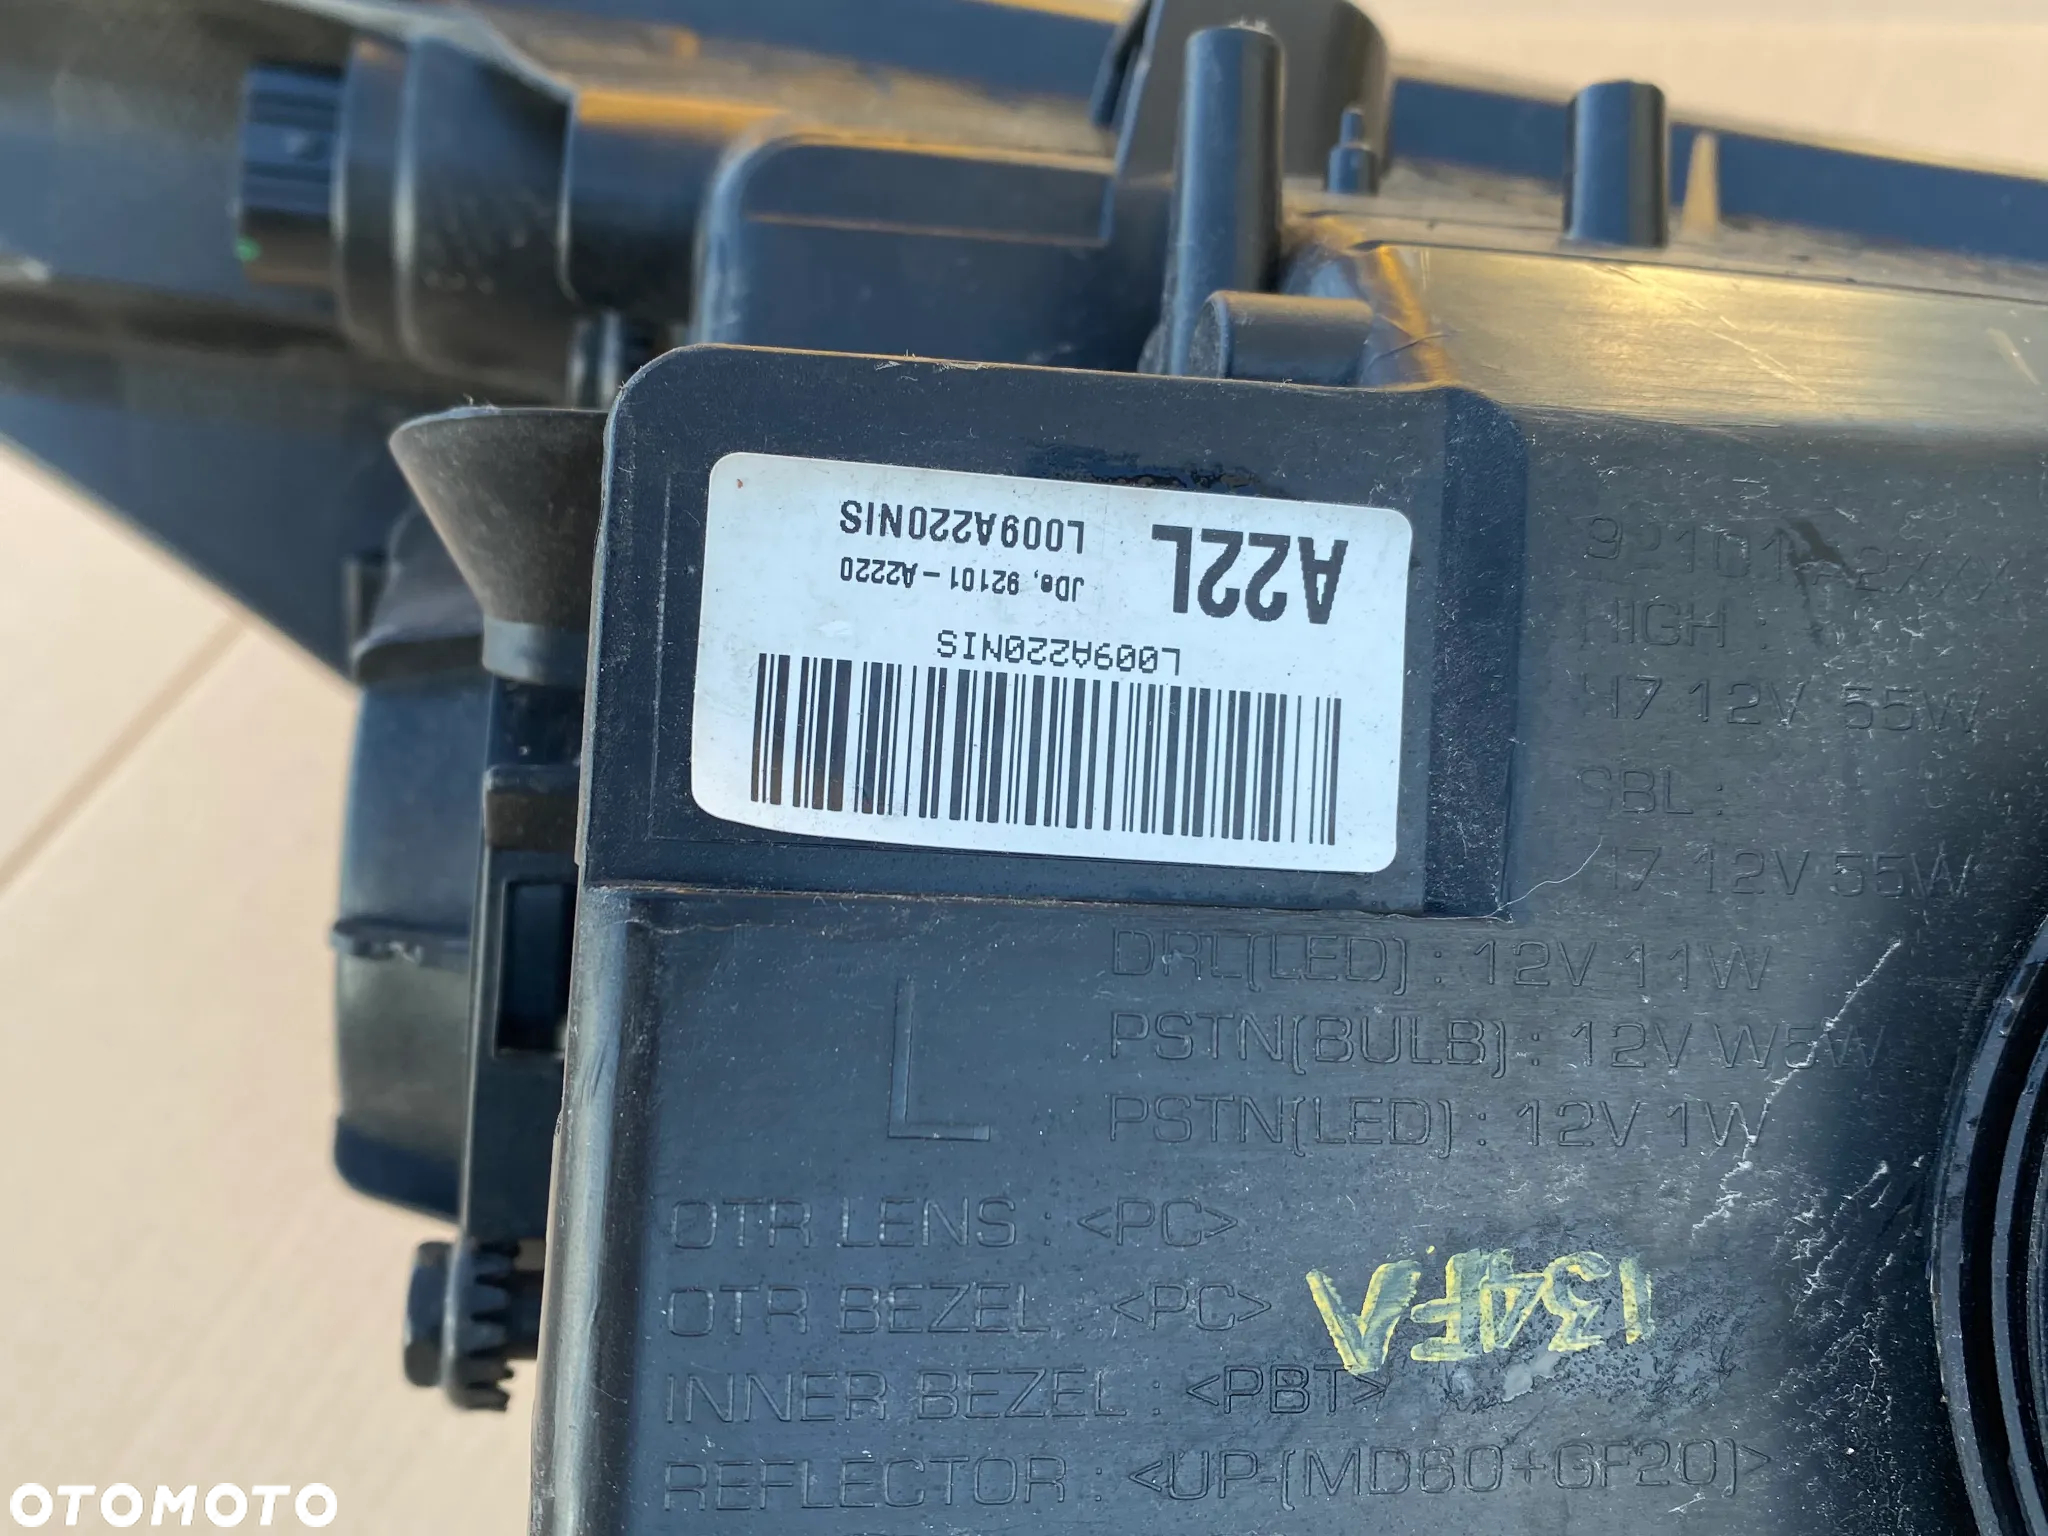 A22L
L009A220NIS
JDe, 92101-A2220
L009A220NIS
92101A2XXX
HIGH :
H7 12V 55W
SBL :
H7 12V 55W
DRL(LED) : 12V 11W
PSTN(BULB) : 12V W5W
PSTN(LED) : 12V 1W
L
OTR LENS : <PC>
OTR BEZEL : <PC>
INNER BEZEL : <PBT>
REFLECTOR : <UP-(MD60+GF20)>
134FA
OTOMOTO